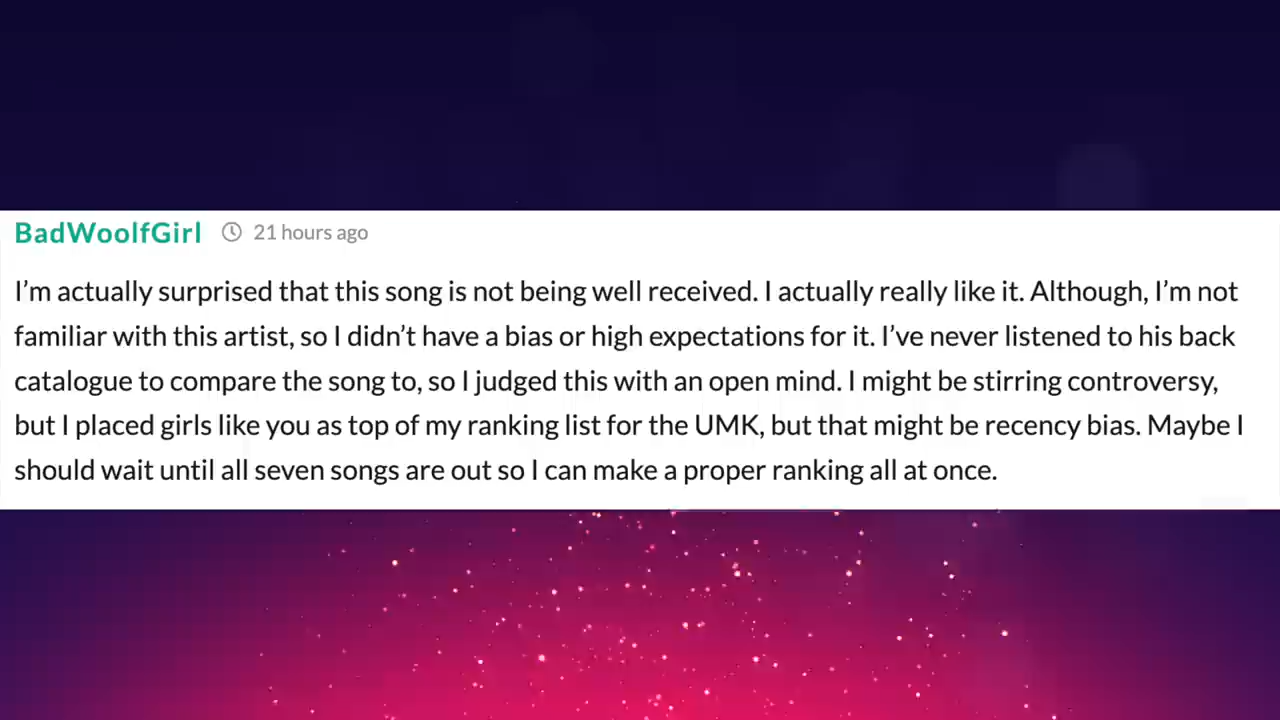 BadWoolfGirl 21 hours ago
I’m actually surprised that this song is not being well received. I actually really like it. Although, I’m not
familiar with this artist, so I didn’t have a bias or high expectations for it. I’ve never listened to his back
catalogue to compare the song to, so I judged this with an open mind. I might be stirring controversy,
but I placed girls like you as top of my ranking list for the UMK, but that might be recency bias. Maybe I
should wait until all seven songs are out so I can make a proper ranking all at once.